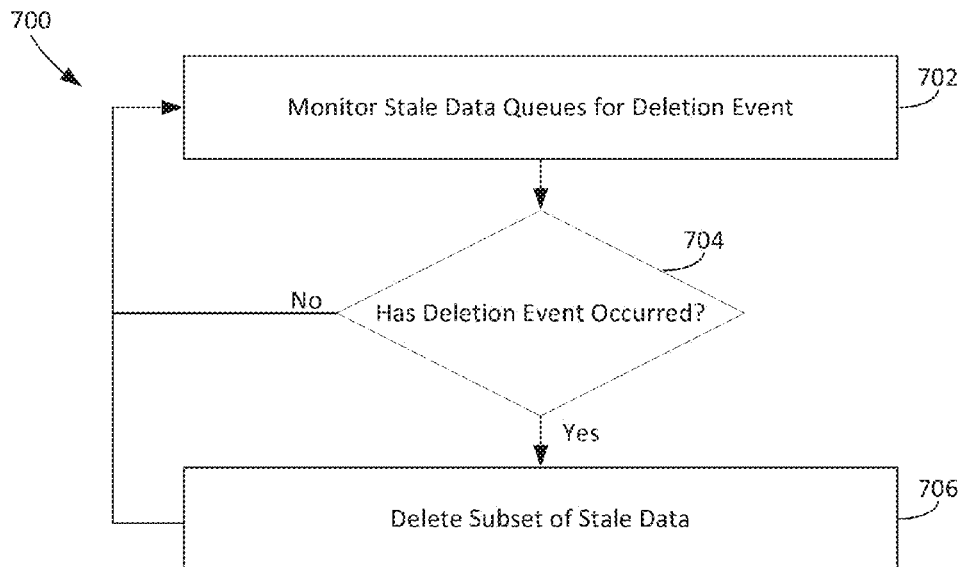 700
Monitor Stale Data Queues for Deletion Event
702
704
Has Deletion Event Occurred?
No
Yes
Delete Subset of Stale Data
706